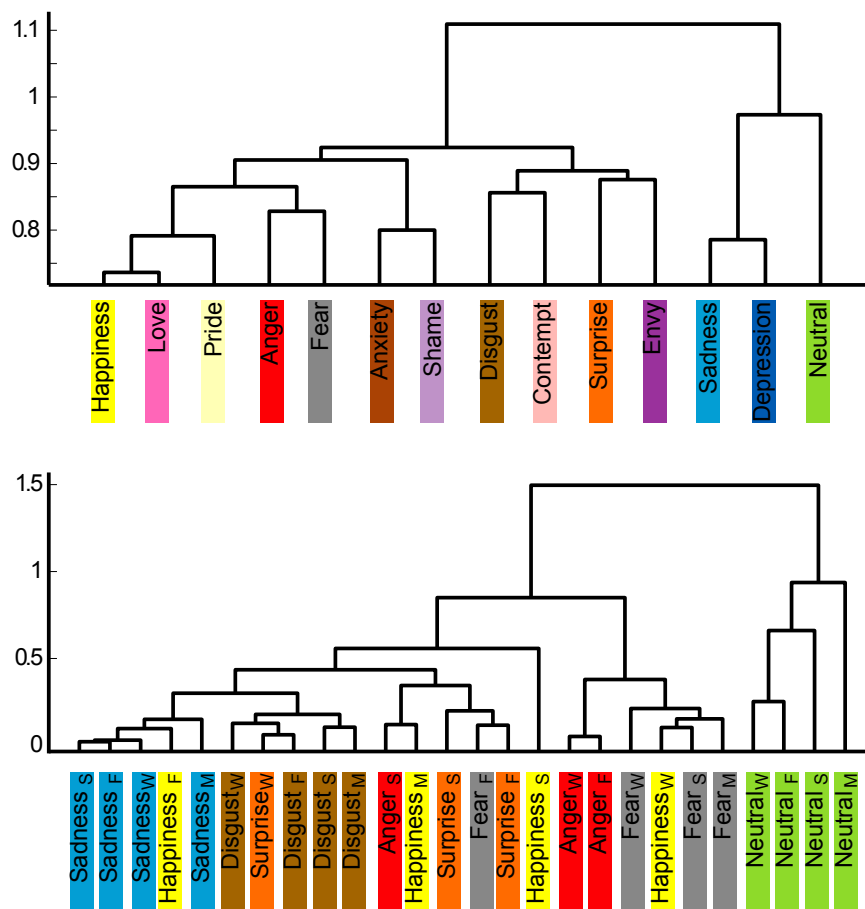 1.1
1
0.9
0.8
Happiness
Love
Pride
Anger
Fear
Anxiety
Shame
Disgust
Contempt
Surprise
Envy
Sadness
Depression
Neutral
1.5
1
0.5
0
Sadness S
Sadness F
Sadness W
Happiness F
Sadness M
Disgust W
Surprise W
Disgust F
Disgust S
Disgust M
Anger S
Happiness M
Surprise S
Fear F
Surprise F
Happiness S
Anger W
Anger F
Fear W
Happiness W
Fear S
Fear M
Neutral W
Neutral F
Neutral S
Neutral M